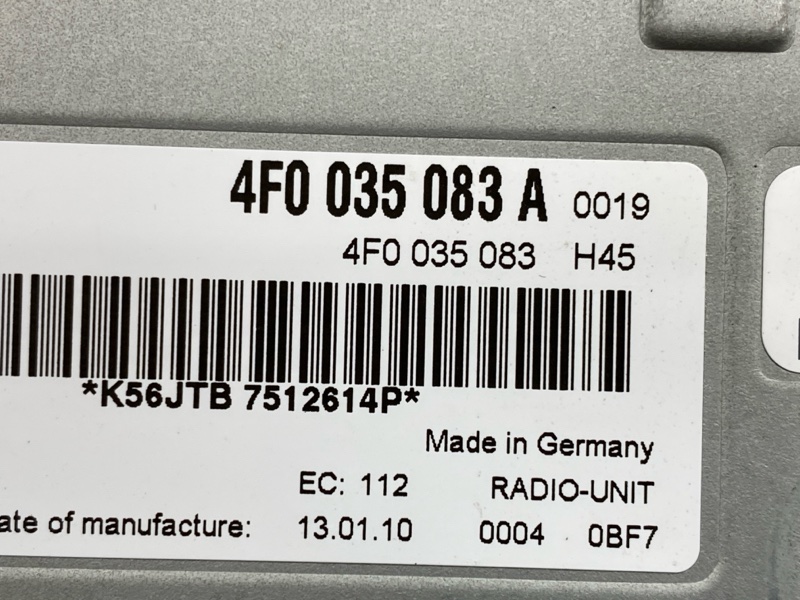 4F0 035 083 A 0019
4F0 035 083 H45
*K56JTB 7512614P*
Made in Germany
EC: 112 RADIO-UNIT
ate of manufacture: 13.01.10 0004 0BF7